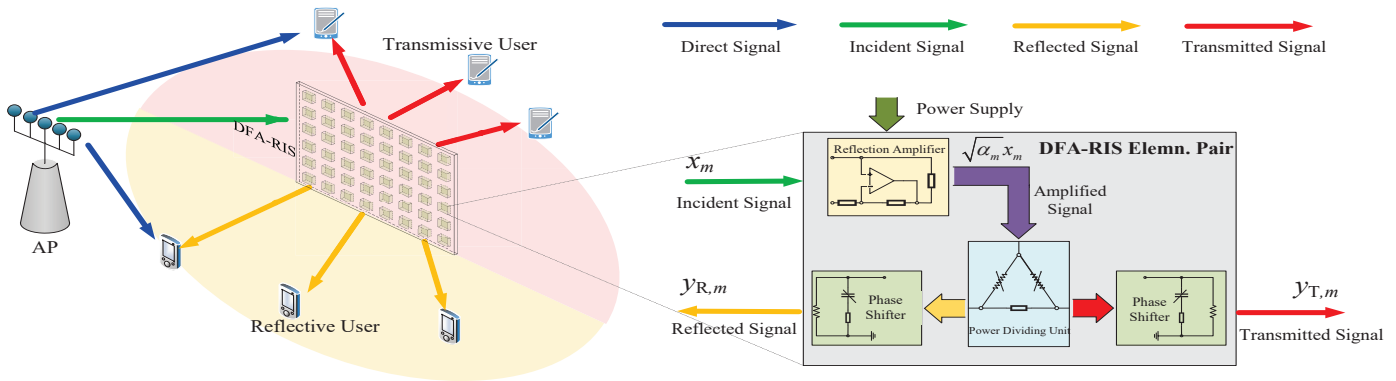 Direct Signal
Incident Signal
Reflected Signal
Transmitted Signal
Transmissive User
DFA-RIS
AP
Reflective User
Power Supply
Reflection Amplifier
√α_m x_m
DFA-RIS Elemn. Pair
x_m
Incident Signal
Amplified
Signal
y_{R,m}
Reflected Signal
Phase
Shifter
Power Dividing Unit
Phase
Shifter
y_{T,m}
Transmitted Signal